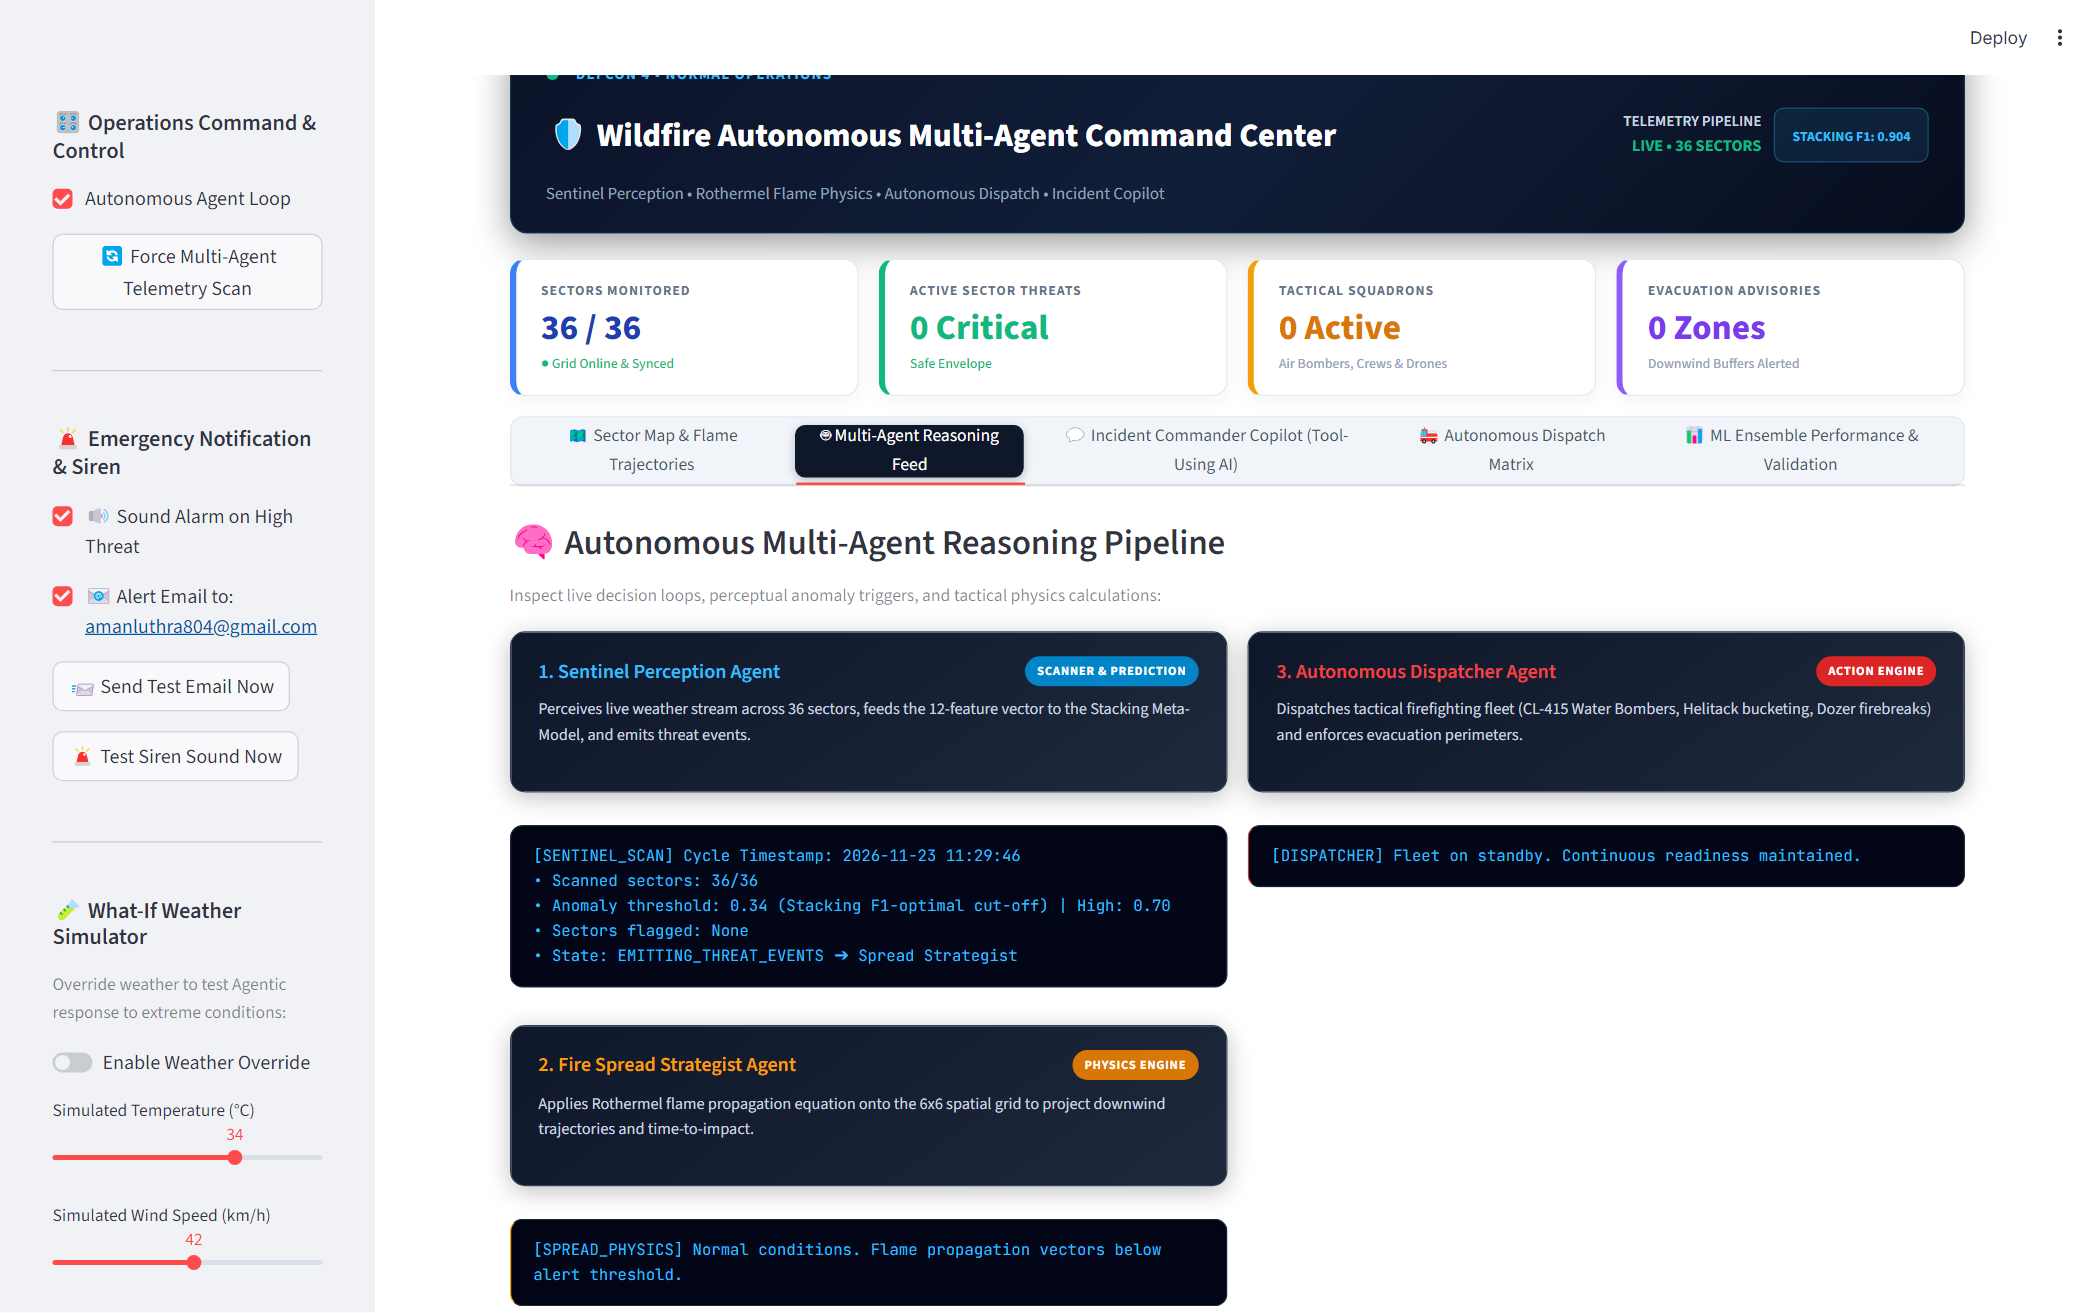 Deploy
Operations Command &
Control
Autonomous Agent Loop
Force Multi-Agent
Telemetry Scan
Emergency Notification
& Siren
Sound Alarm on High
Threat
Alert Email to:
amanluthra804@gmail.com
Send Test Email Now
Test Siren Sound Now
What-If Weather
Simulator
Override weather to test Agentic
response to extreme conditions:
Enable Weather Override
Simulated Temperature (°C)
34
Simulated Wind Speed (km/h)
42
DEFCON 4 • NORMAL OPERATIONS
Wildfire Autonomous Multi-Agent Command Center
Sentinel Perception • Rothermel Flame Physics • Autonomous Dispatch • Incident Copilot
TELEMETRY PIPELINE
LIVE • 36 SECTORS
STACKING F1: 0.904
SECTORS MONITORED
36 / 36
● Grid Online & Synced
ACTIVE SECTOR THREATS
0 Critical
Safe Envelope
TACTICAL SQUADRONS
0 Active
Air Bombers, Crews & Drones
EVACUATION ADVISORIES
0 Zones
Downwind Buffers Alerted
Sector Map & Flame
Trajectories
Multi-Agent Reasoning
Feed
Incident Commander Copilot (Tool-
Using AI)
Autonomous Dispatch
Matrix
ML Ensemble Performance &
Validation
Autonomous Multi-Agent Reasoning Pipeline
Inspect live decision loops, perceptual anomaly triggers, and tactical physics calculations:
1. Sentinel Perception Agent
SCANNER & PREDICTION
Perceives live weather stream across 36 sectors, feeds the 12-feature vector to the Stacking Meta-
Model, and emits threat events.
[SENTINEL_SCAN] Cycle Timestamp: 2026-11-23 11:29:46
• Scanned sectors: 36/36
• Anomaly threshold: 0.34 (Stacking F1-optimal cut-off) | High: 0.70
• Sectors flagged: None
• State: EMITTING_THREAT_EVENTS ➔ Spread Strategist
2. Fire Spread Strategist Agent
PHYSICS ENGINE
Applies Rothermel flame propagation equation onto the 6x6 spatial grid to project downwind
trajectories and time-to-impact.
[SPREAD_PHYSICS] Normal conditions. Flame propagation vectors below
alert threshold.
3. Autonomous Dispatcher Agent
ACTION ENGINE
Dispatches tactical firefighting fleet (CL-415 Water Bombers, Helitack bucketing, Dozer firebreaks)
and enforces evacuation perimeters.
[DISPATCHER] Fleet on standby. Continuous readiness maintained.